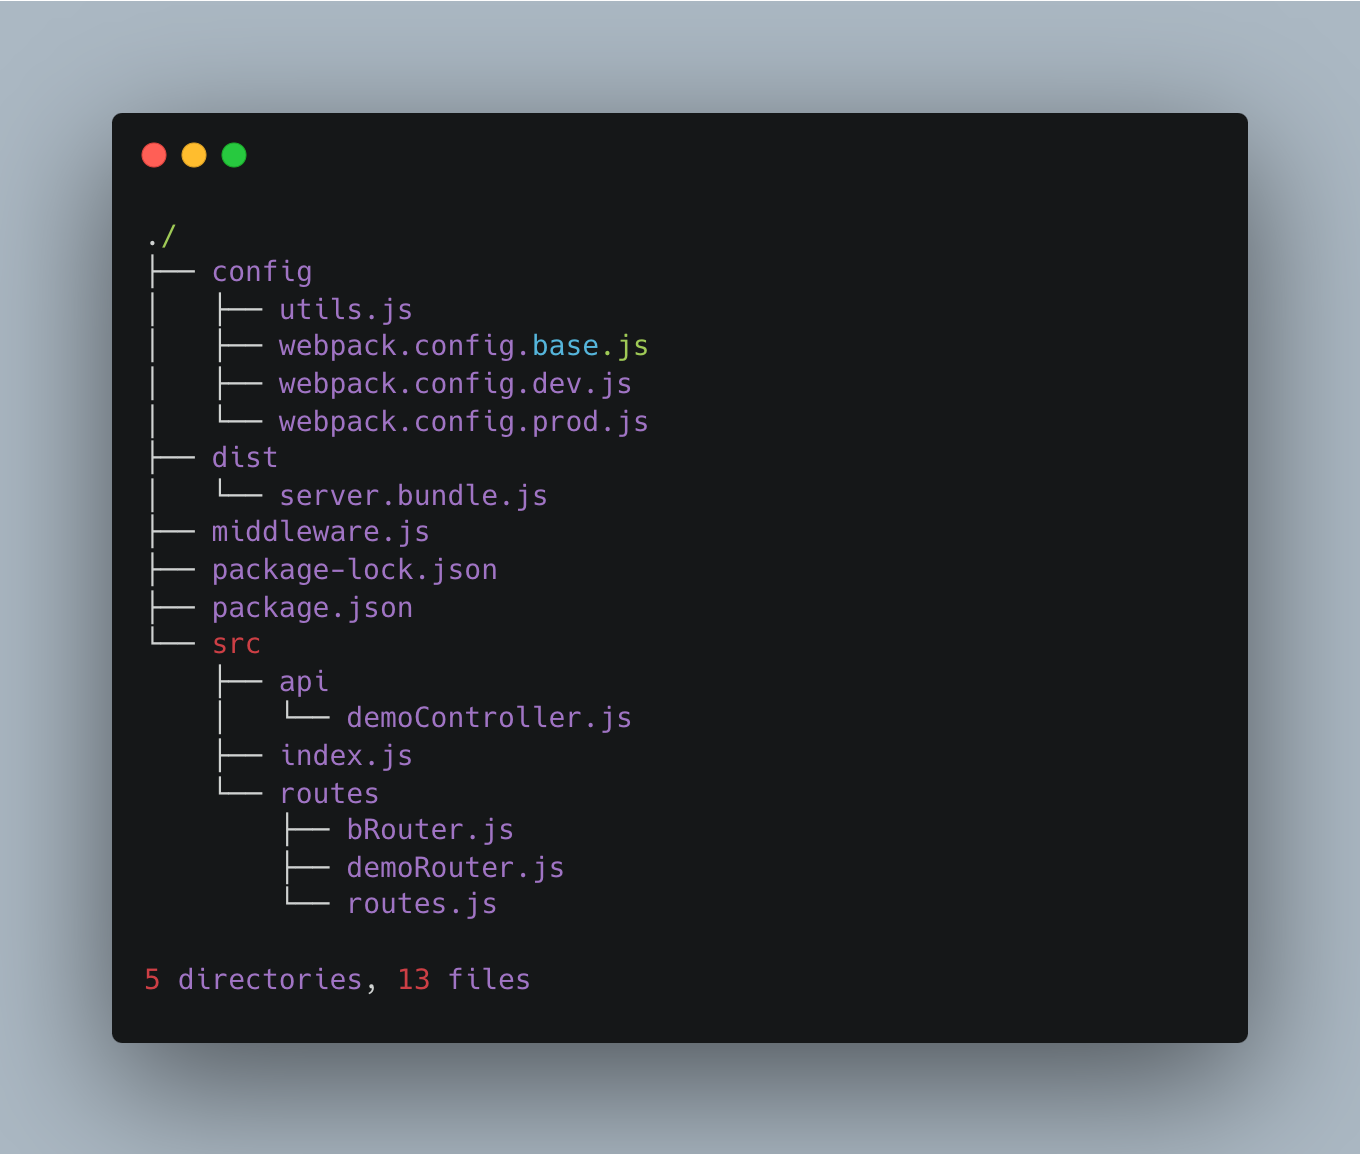 ./
├── config
│   ├── utils.js
│   ├── webpack.config.base.js
│   ├── webpack.config.dev.js
│   └── webpack.config.prod.js
├── dist
│   └── server.bundle.js
├── middleware.js
├── package-lock.json
├── package.json
└── src
    ├── api
    │   └── demoController.js
    ├── index.js
    └── routes
        ├── bRouter.js
        ├── demoRouter.js
        └── routes.js
5 directories, 13 files